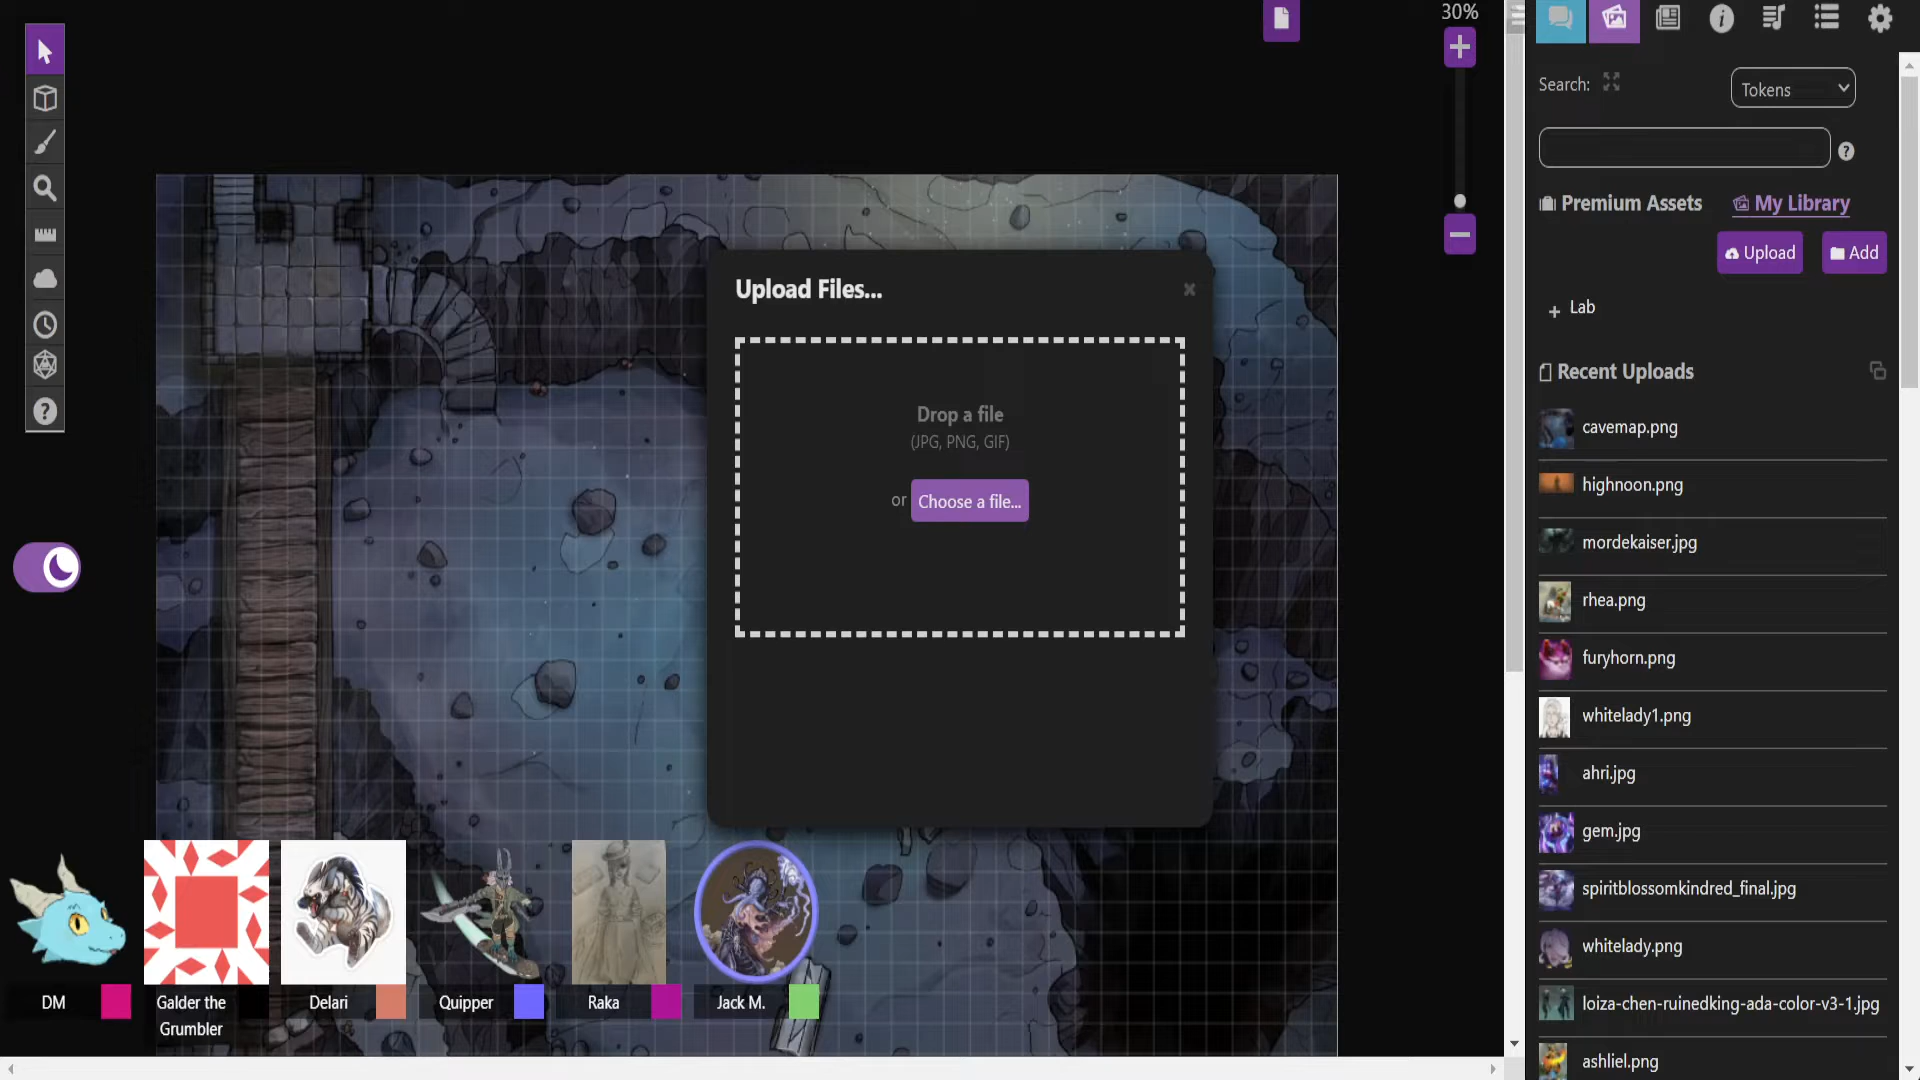 30%
Search:
Tokens
Premium Assets
My Library
Upload
Add
Lab
Recent Uploads
cavemap.png
highnoon.png
mordekaiser.jpg
rhea.png
furyhorn.png
whitelady1.png
ahri.jpg
gem.jpg
spiritblossomkindred_final.jpg
whitelady.png
loiza-chen-ruinedking-ada-color-v3-1.jpg
ashliel.png
Upload Files...
Drop a file
(JPG, PNG, GIF)
or Choose a file...
DM
Galder the
Grumbler
Delari
Quipper
Raka
Jack M.